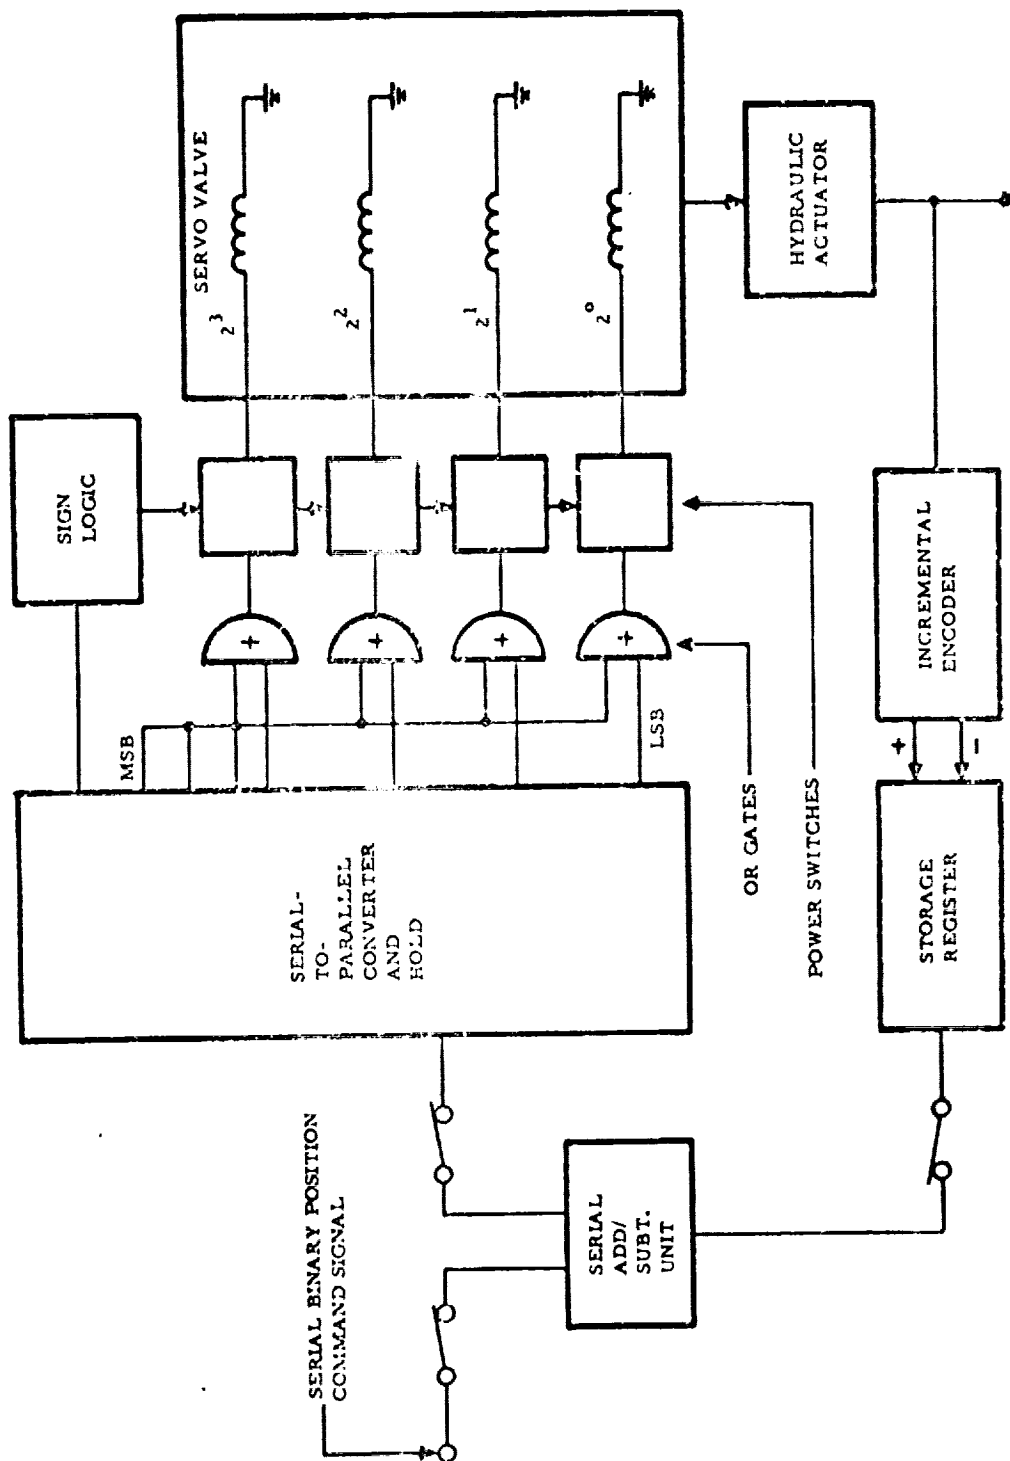 SERIAL BINARY POSITION
COMMAND SIGNAL
SERIAL
ADD/
SUBT.
UNIT
SERIAL-
TO-
PARALLEL
CONVERTER
AND
HOLD
MSB
LSB
SIGN
LOGIC
+
+
+
+
OR GATES
POWER SWITCHES
SERVO VALVE
2³
2²
2¹
2⁰
HYDRAULIC
ACTUATOR
INCREMENTAL
ENCODER
+
-
STORAGE
REGISTER